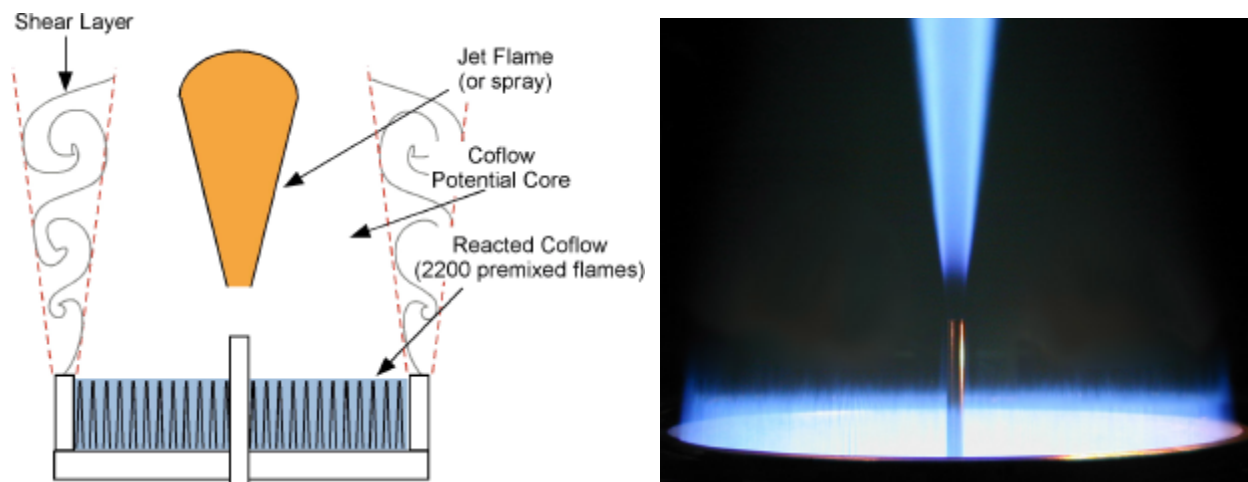 Shear Layer
Jet Flame
(or spray)
Coflow
Potential Core
Reacted Coflow
(2200 premixed flames)